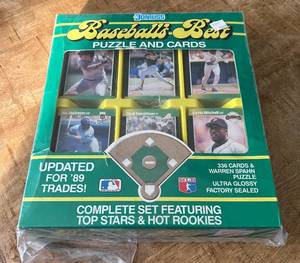 DONRUSS
Baseball's Best
PUZZLE AND CARDS
UPDATED
FOR '89
TRADES!
336 CARDS &
WARREN SPAHN
PUZZLE
ULTRA GLOSSY
FACTORY SEALED
COMPLETE SET FEATURING
TOP STARS & HOT ROOKIES